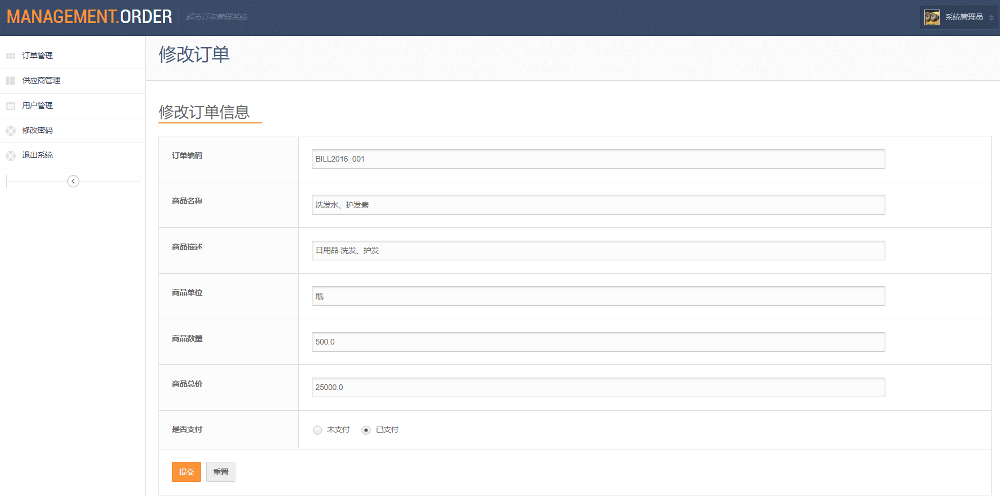 MANAGEMENT.ORDER
超市订单管理系统
系统管理员
订单管理
供应商管理
用户管理
修改密码
退出系统
修改订单
修改订单信息
订单编码
BILL2016_001
商品名称
洗发水、护发素
商品描述
日用品-洗发、护发
商品单位
瓶
商品数量
500.0
商品总价
25000.0
是否支付
未支付 已支付
提交 重置